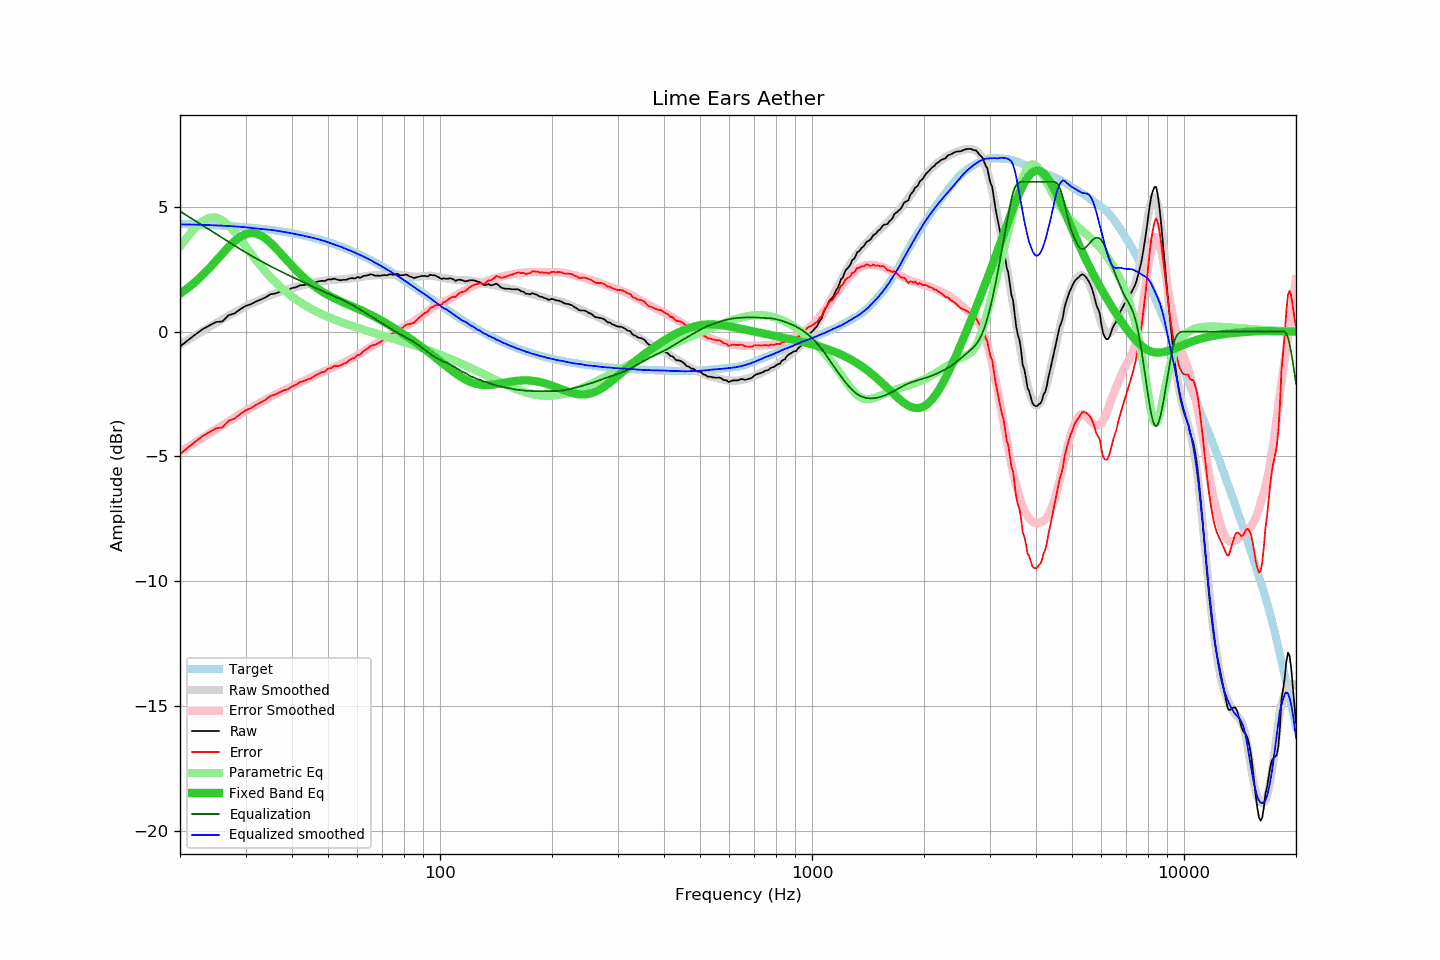 Lime Ears Aether
Amplitude (dBr)
5
0
−5
−10
−15
−20
Target
Raw Smoothed
Error Smoothed
Raw
Error
Parametric Eq
Fixed Band Eq
Equalization
Equalized smoothed
100
1000
10000
Frequency (Hz)